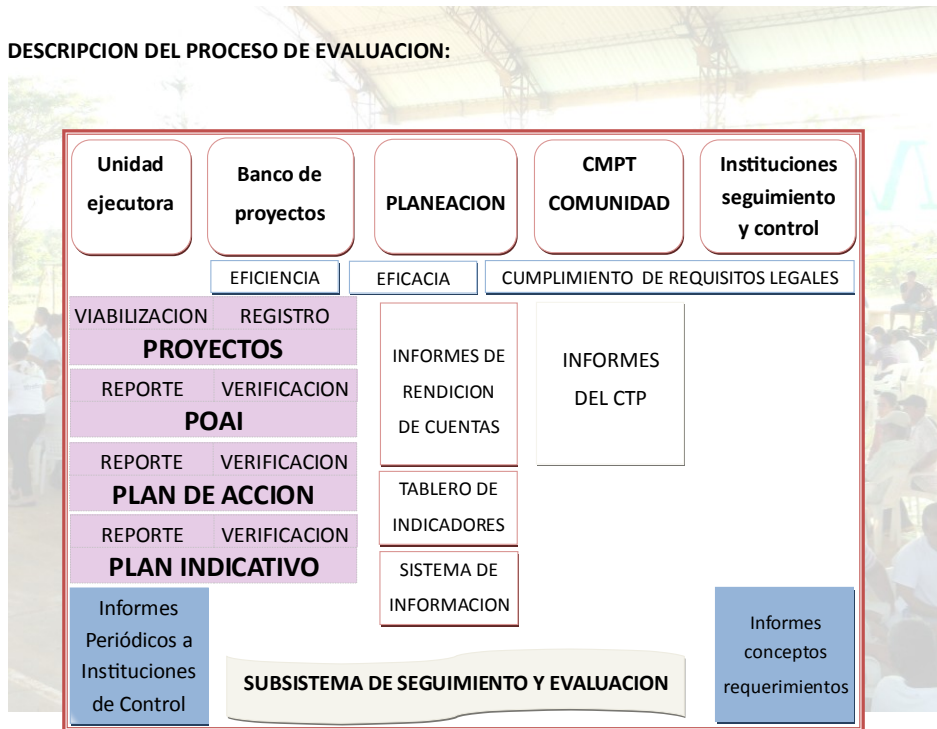 DESCRIPCION DEL PROCESO DE EVALUACION:
Unidad
ejecutora
Banco de
proyectos
PLANEACION
CMPT
COMUNIDAD
Instituciones
seguimiento
y control
EFICIENCIA
EFICACIA
CUMPLIMIENTO DE REQUISITOS LEGALES
VIABILIZACION REGISTRO
PROYECTOS
REPORTE VERIFICACION
POAI
REPORTE VERIFICACION
PLAN DE ACCION
REPORTE VERIFICACION
PLAN INDICATIVO
INFORMES DE
RENDICION
DE CUENTAS
TABLERO DE
INDICADORES
SISTEMA DE
INFORMACION
INFORMES
DEL CTP
Informes
Periódicos a
Instituciones
de Control
SUBSISTEMA DE SEGUIMIENTO Y EVALUACION
Informes
conceptos
requerimientos